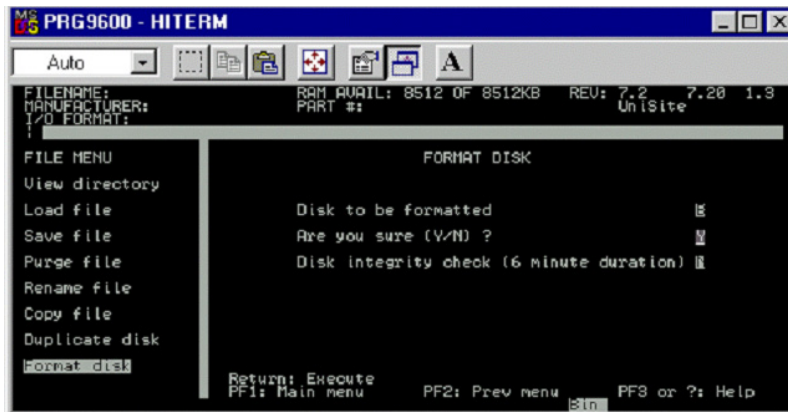 PRG9600 - HITERM
Auto
A
FILENAME: RAM AVAIL: 8512 OF 8512KB REV: 7.2 7.20 1.3
MANUFACTURER: PART #: UniSite
I/O FORMAT:
FILE MENU FORMAT DISK
View directory
Load file Disk to be formatted
Save file Are you sure (Y/N) ? Y
Purge file Disk integrity check (6 minute duration)
Rename file
Copy file
Duplicate disk
Format disk
Return: Execute
PF1: Main menu PF2: Prev menu PF3 or ?: Help
Bin